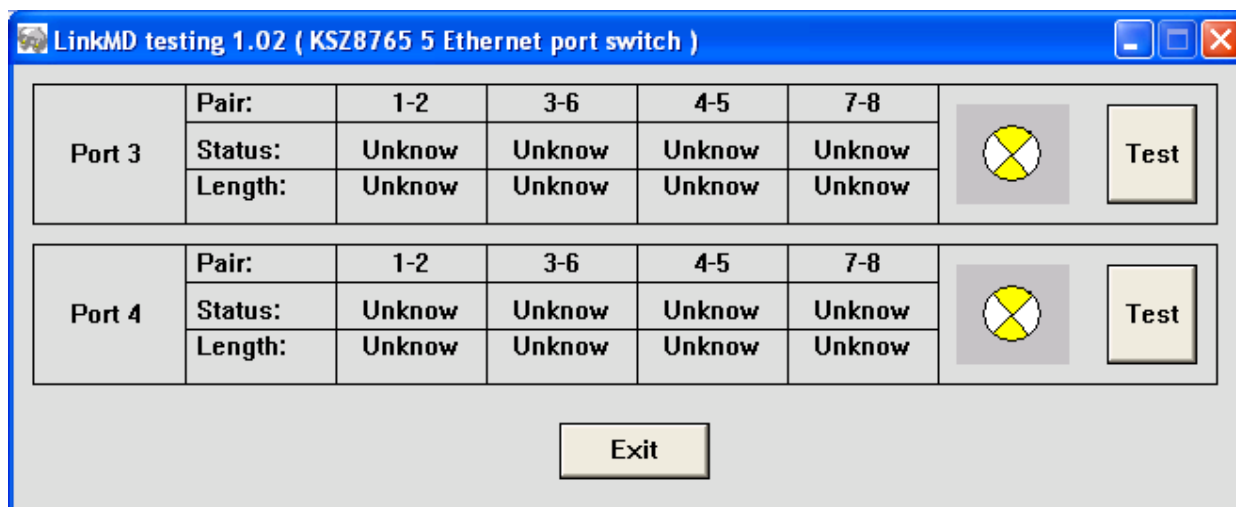 LinkMD testing 1.02 ( KSZ8765 5 Ethernet port switch )
Pair: 1-2 3-6 4-5 7-8
Port 3 Status: Unknow Unknow Unknow Unknow Test
Length: Unknow Unknow Unknow Unknow
Pair: 1-2 3-6 4-5 7-8
Port 4 Status: Unknow Unknow Unknow Unknow Test
Length: Unknow Unknow Unknow Unknow
Exit